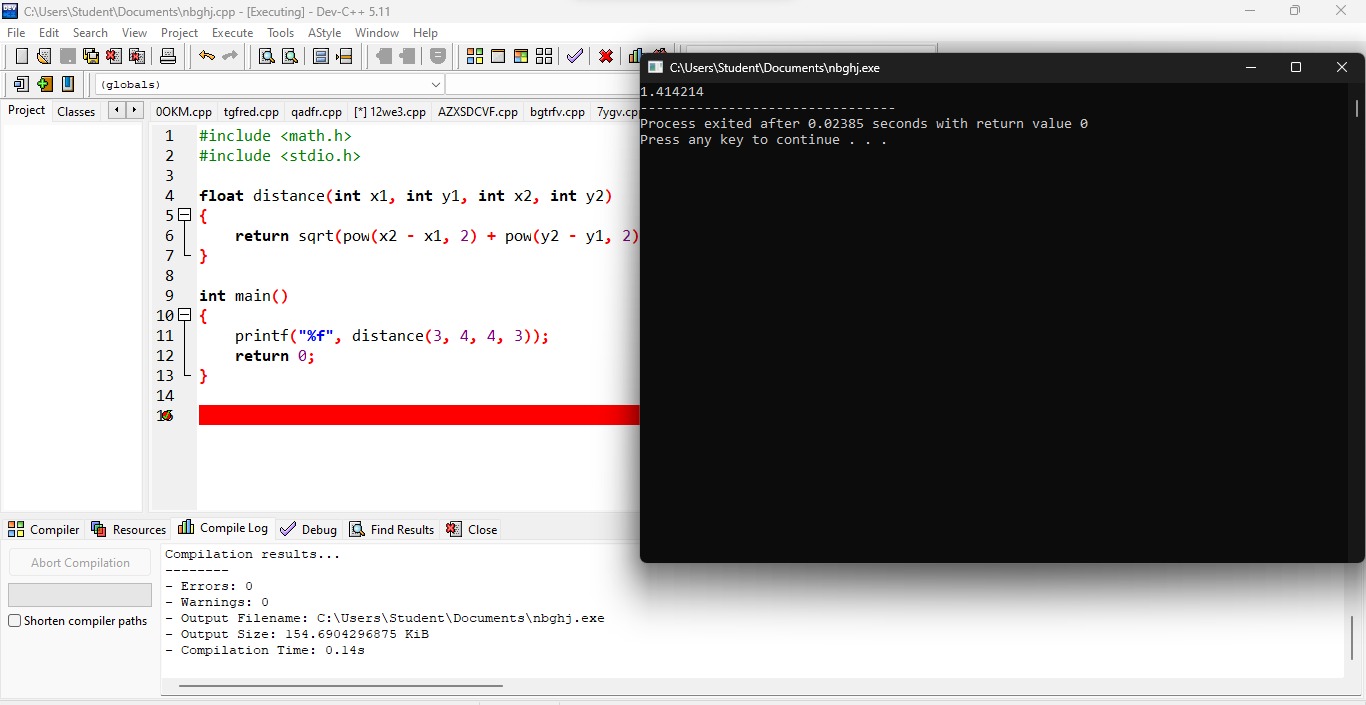 C:\Users\Student\Documents\nbghj.cpp - [Executing] - Dev-C++ 5.11
File Edit Search View Project Execute Tools AStyle Window Help
(globals)
Project Classes
0OKM.cpp tgfred.cpp qadfr.cpp [*] 12we3.cpp AZXSDCVF.cpp bgtrfv.cpp 7ygv.cp
1 #include <math.h>
2 #include <stdio.h>
3
4 float distance(int x1, int y1, int x2, int y2)
5 {
6 return sqrt(pow(x2 - x1, 2) + pow(y2 - y1, 2)
7 }
8
9 int main()
10 {
11 printf("%f", distance(3, 4, 4, 3));
12 return 0;
13 }
14
C:\Users\Student\Documents\nbghj.exe
1.414214
--------------------------------
Process exited after 0.02385 seconds with return value 0
Press any key to continue . . .
Compiler Resources Compile Log Debug Find Results Close
Abort Compilation
Shorten compiler paths
Compilation results...
--------
- Errors: 0
- Warnings: 0
- Output Filename: C:\Users\Student\Documents\nbghj.exe
- Output Size: 154.6904296875 KiB
- Compilation Time: 0.14s